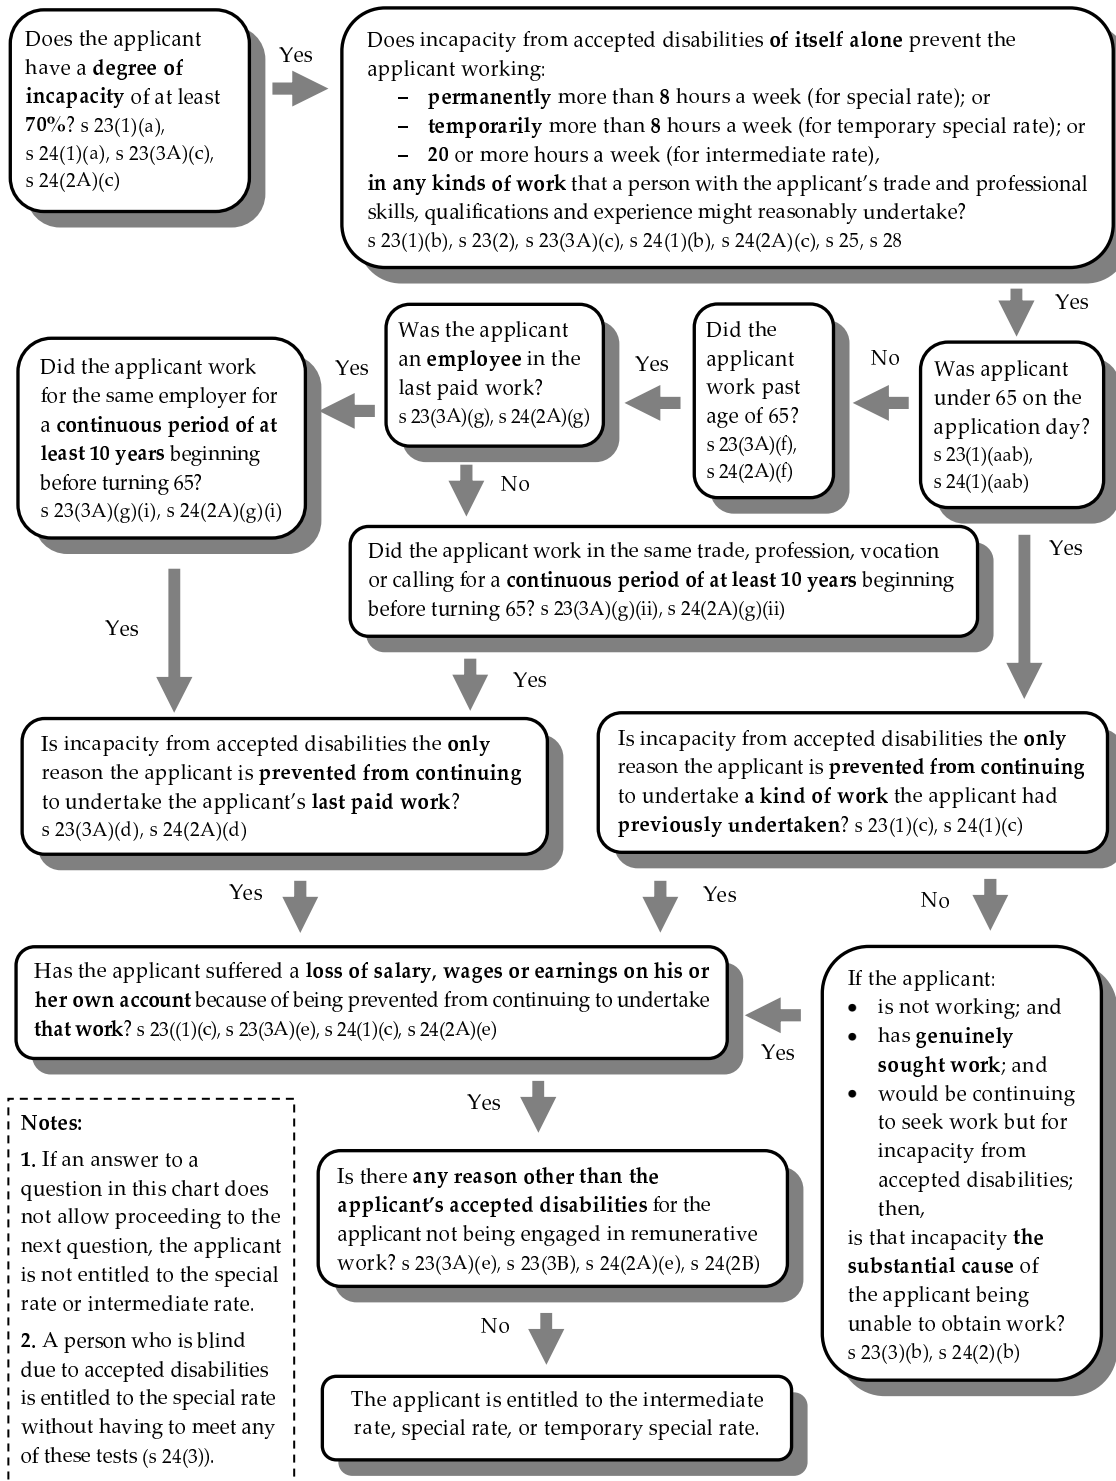 Does the applicant
have a degree of
incapacity of at least
70%? s 23(1)(a),
s 24(1)(a), s 23(3A)(c),
s 24(2A)(c)
Yes
Does incapacity from accepted disabilities of itself alone prevent the
applicant working:
– permanently more than 8 hours a week (for special rate); or
– temporarily more than 8 hours a week (for temporary special rate); or
– 20 or more hours a week (for intermediate rate),
in any kinds of work that a person with the applicant’s trade and professional
skills, qualifications and experience might reasonably undertake?
s 23(1)(b), s 23(2), s 23(3A)(c), s 24(1)(b), s 24(2A)(c), s 25, s 28
Yes
Was applicant
under 65 on the
application day?
s 23(1)(aab),
s 24(1)(aab)
No
Did the
applicant
work past
age of 65?
s 23(3A)(f),
s 24(2A)(f)
Yes
Was the applicant
an employee in the
last paid work?
s 23(3A)(g), s 24(2A)(g)
Yes
Did the applicant work
for the same employer for
a continuous period of at
least 10 years beginning
before turning 65?
s 23(3A)(g)(i), s 24(2A)(g)(i)
No
Did the applicant work in the same trade, profession, vocation
or calling for a continuous period of at least 10 years beginning
before turning 65? s 23(3A)(g)(ii), s 24(2A)(g)(ii)
Yes
Yes
Yes
Is incapacity from accepted disabilities the only
reason the applicant is prevented from continuing
to undertake the applicant’s last paid work?
s 23(3A)(d), s 24(2A)(d)
Is incapacity from accepted disabilities the only
reason the applicant is prevented from continuing
to undertake a kind of work the applicant had
previously undertaken? s 23(1)(c), s 24(1)(c)
Yes
Yes
No
Has the applicant suffered a loss of salary, wages or earnings on his or
her own account because of being prevented from continuing to undertake
that work? s 23((1)(c), s 23(3A)(e), s 24(1)(c), s 24(2A)(e)
Yes
If the applicant:
• is not working; and
• has genuinely
sought work; and
• would be continuing
to seek work but for
incapacity from
accepted disabilities;
then,
is that incapacity the
substantial cause of
the applicant being
unable to obtain work?
s 23(3)(b), s 24(2)(b)
Yes
Is there any reason other than the
applicant’s accepted disabilities for the
applicant not being engaged in remunerative
work? s 23(3A)(e), s 23(3B), s 24(2A)(e), s 24(2B)
No
The applicant is entitled to the intermediate
rate, special rate, or temporary special rate.
Notes:
1. If an answer to a
question in this chart does
not allow proceeding to the
next question, the applicant
is not entitled to the special
rate or intermediate rate.
2. A person who is blind
due to accepted disabilities
is entitled to the special rate
without having to meet any
of these tests (s 24(3)).